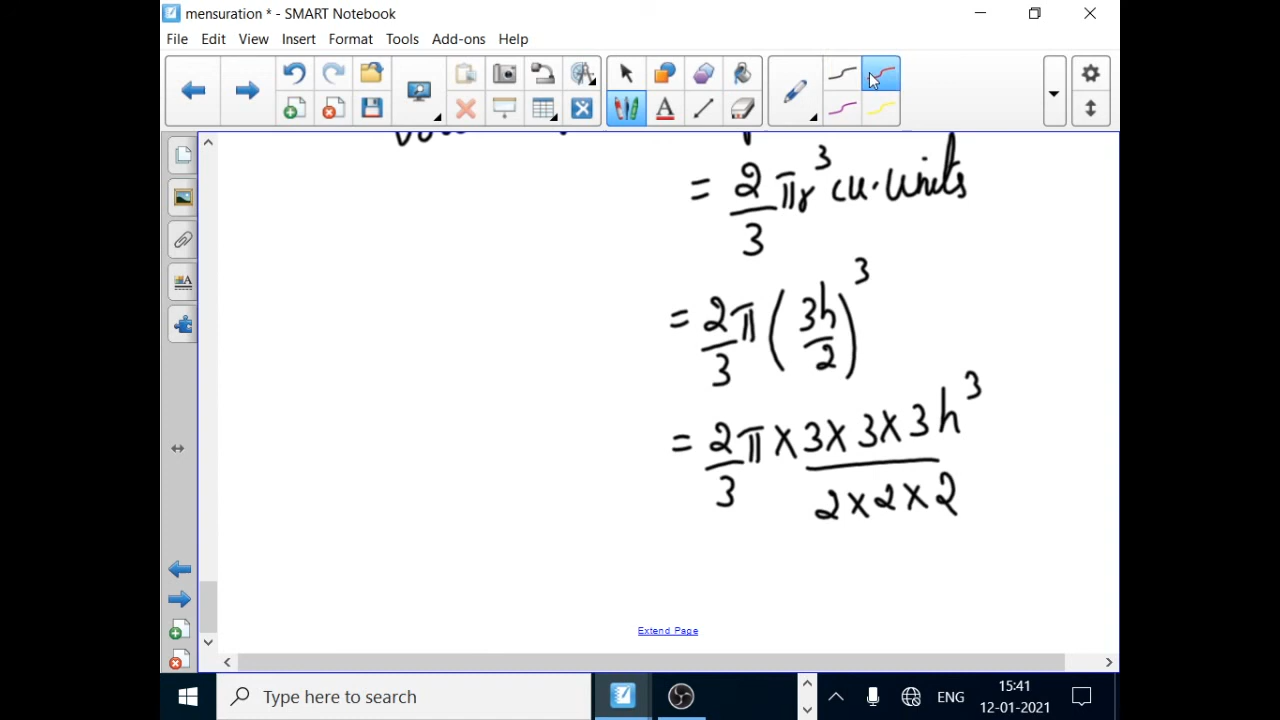 mensuration * - SMART Notebook
File Edit View Insert Format Tools Add-ons Help
= 2/3 πr³ cu. units
= 2/3 π (3h/2)³
= 2/3 π × 3×3×3h³/2×2×2
Extend Page
Type here to search
ENG
15:41
12-01-2021